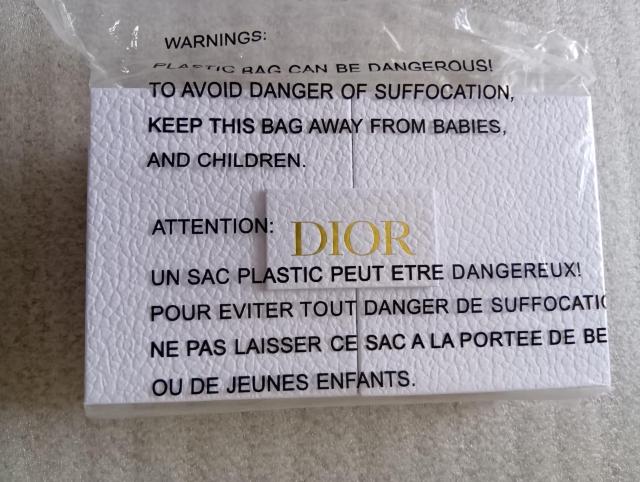 WARNINGS:
PLASTIC BAG CAN BE DANGEROUS!
TO AVOID DANGER OF SUFFOCATION,
KEEP THIS BAG AWAY FROM BABIES,
AND CHILDREN.
ATTENTION:
DIOR
UN SAC PLASTIC PEUT ETRE DANGEREUX!
POUR EVITER TOUT DANGER DE SUFFOCATIO
NE PAS LAISSER CE SAC A LA PORTEE DE BE
OU DE JEUNES ENFANTS.